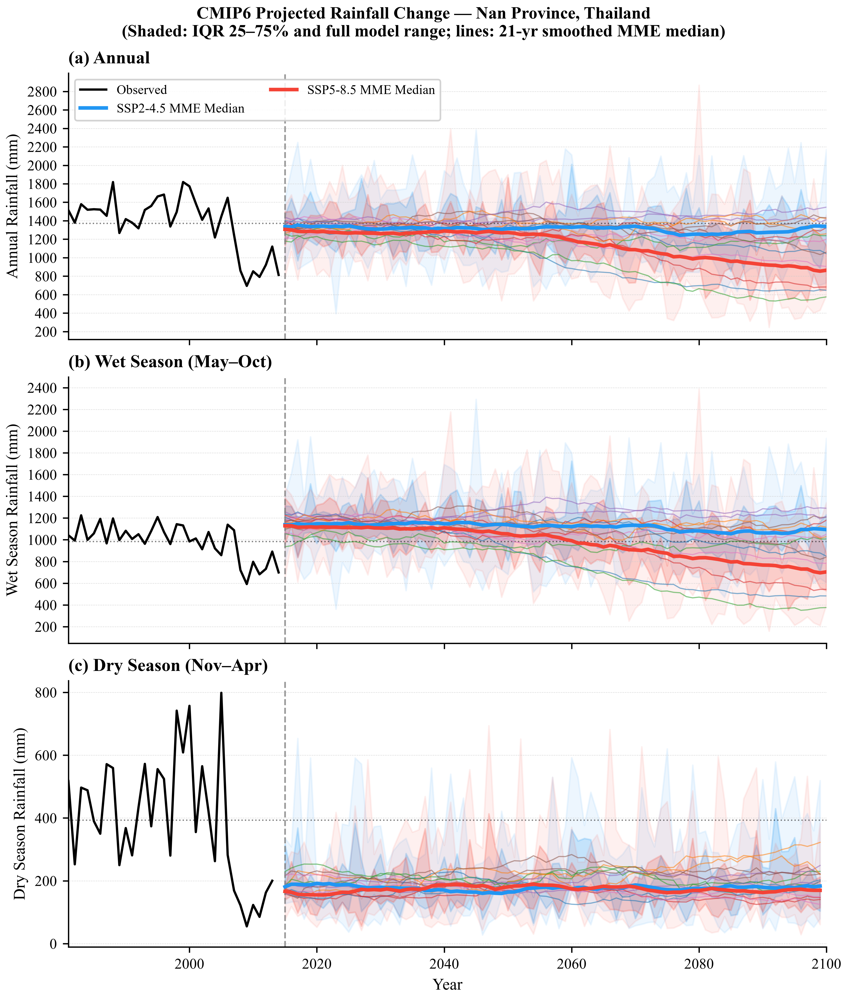 CMIP6 Projected Rainfall Change — Nan Province, Thailand
(Shaded: IQR 25–75% and full model range; lines: 21-yr smoothed MME median)
(a) Annual
Observed
SSP2-4.5 MME Median
SSP5-8.5 MME Median
Annual Rainfall (mm)
2800
2600
2400
2200
2000
1800
1600
1400
1200
1000
800
600
400
200
(b) Wet Season (May–Oct)
Wet Season Rainfall (mm)
2400
2200
2000
1800
1600
1400
1200
1000
800
600
400
200
(c) Dry Season (Nov–Apr)
Dry Season Rainfall (mm)
800
600
400
200
0
2000 2020 2040 2060 2080 2100
Year